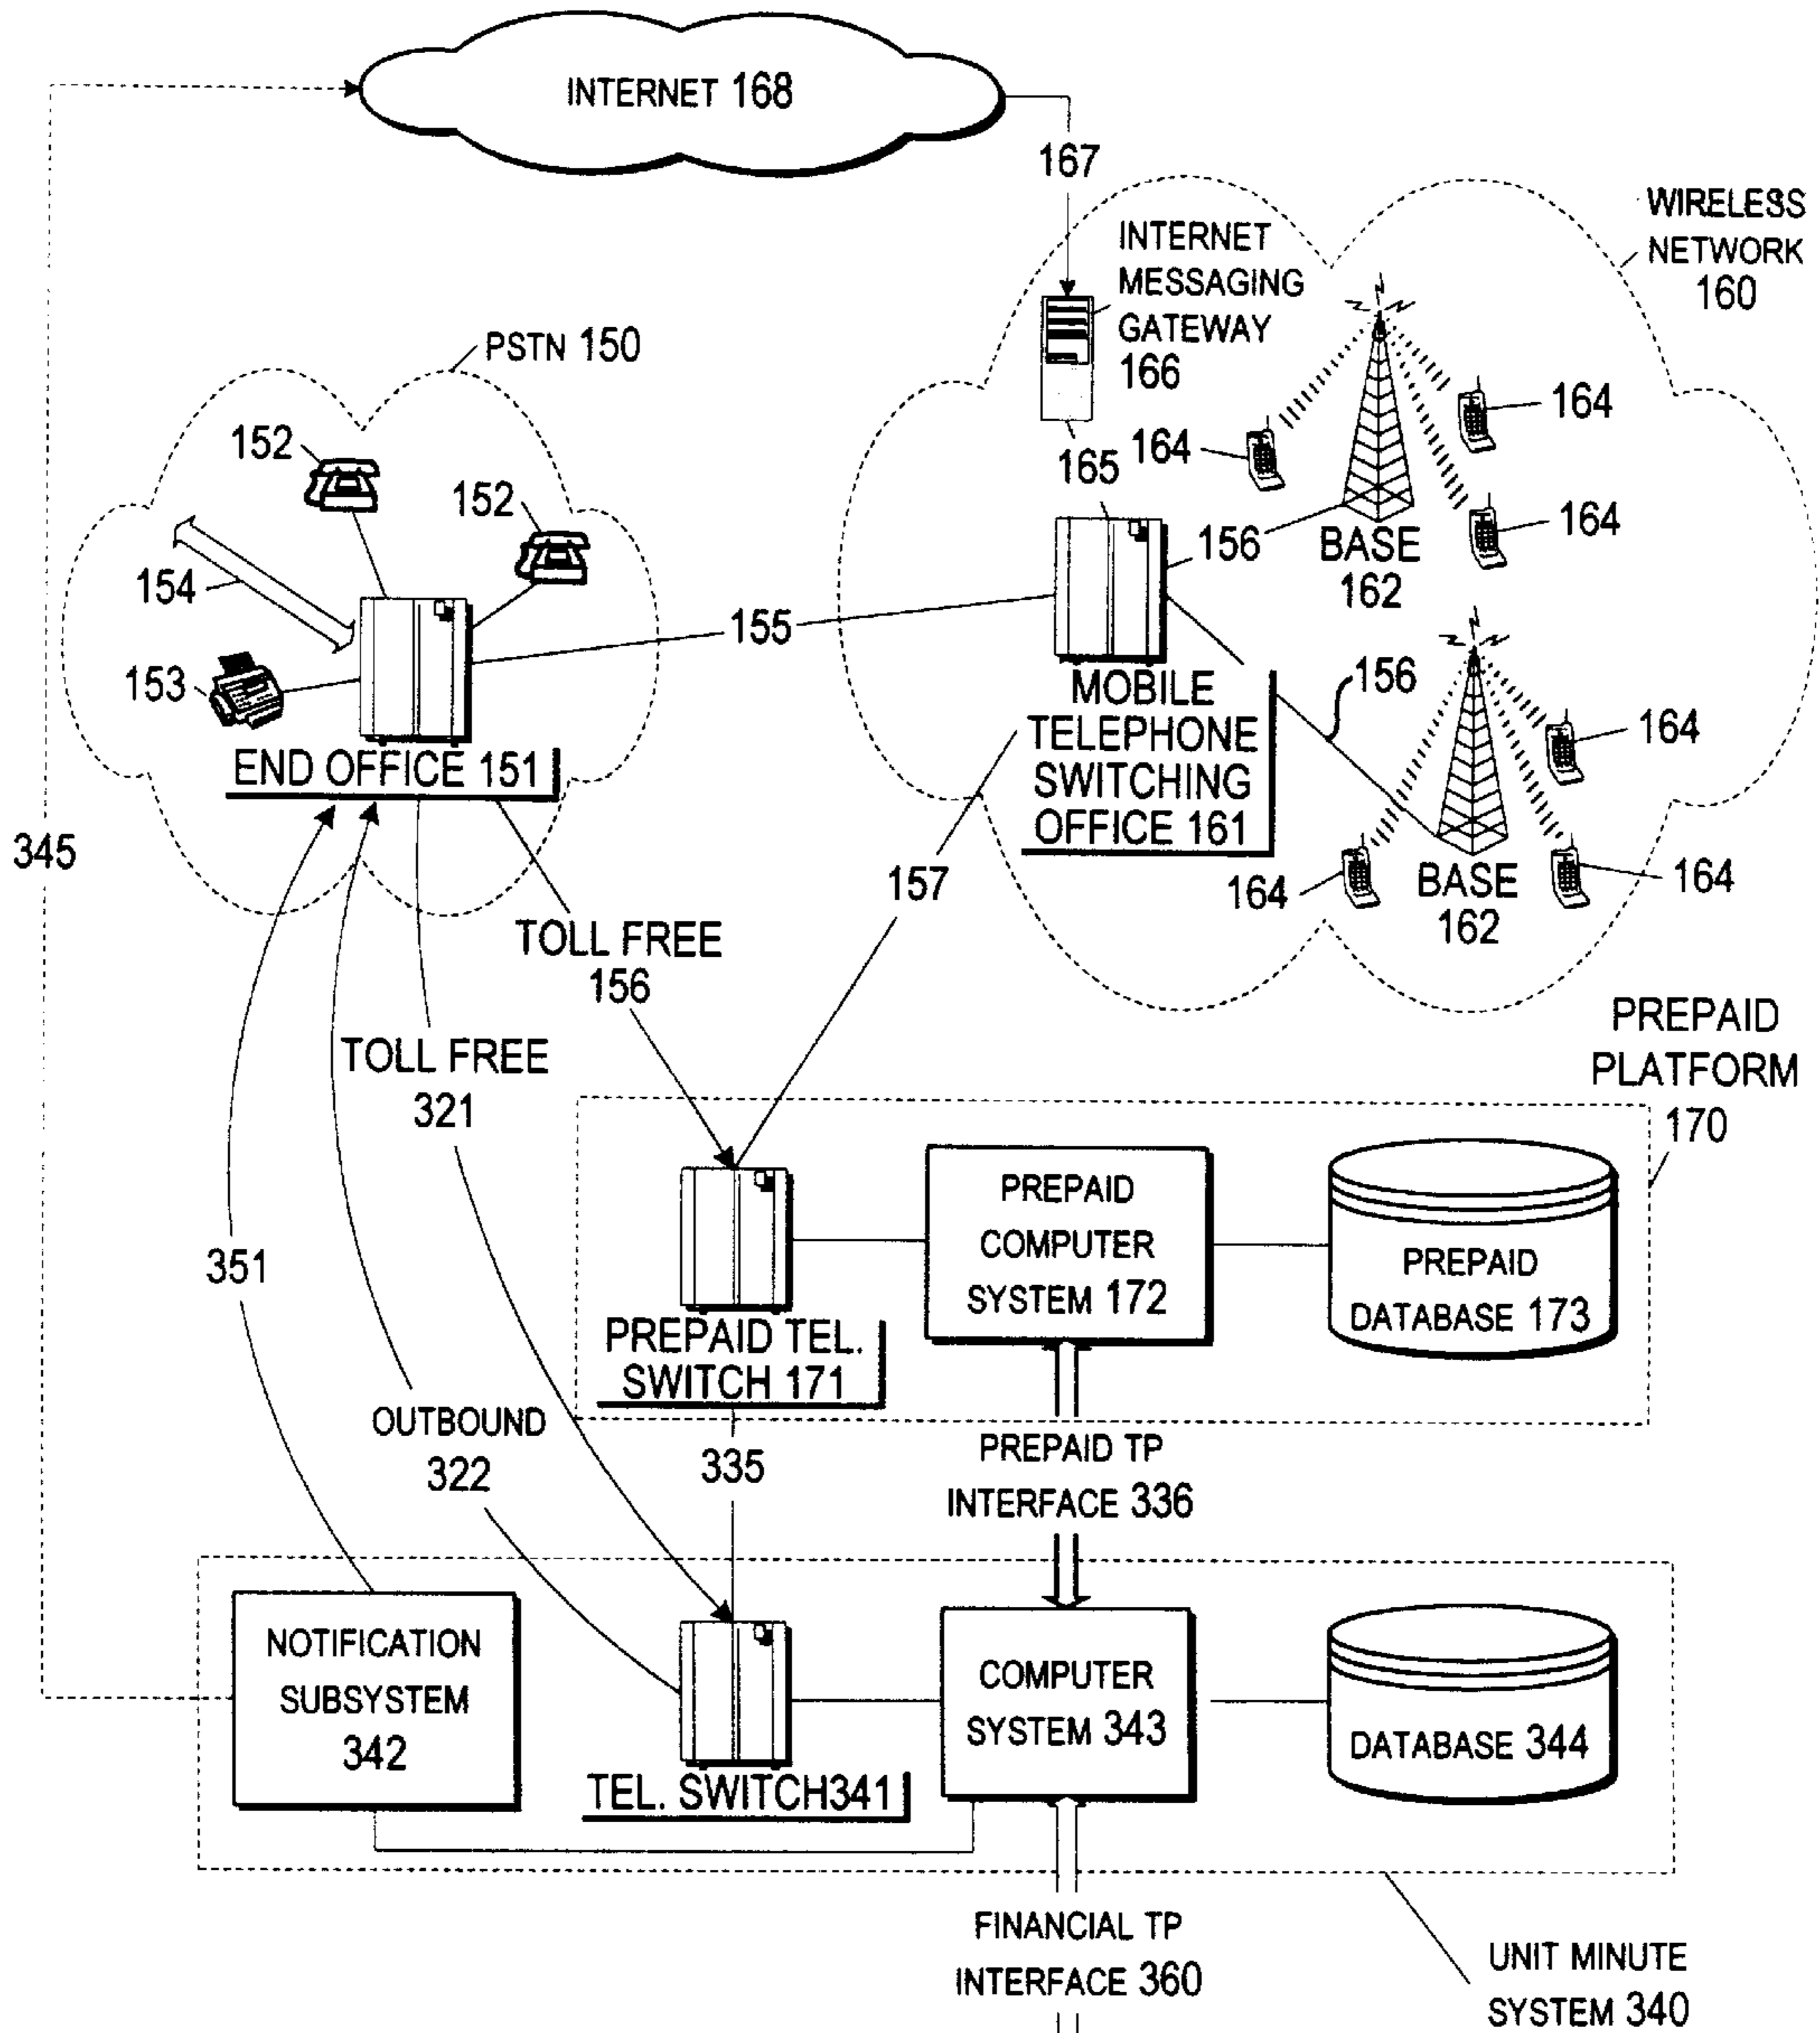 INTERNET 168
167
WIRELESS
NETWORK
160
INTERNET
MESSAGING
GATEWAY
166
PSTN 150
152
152
154
153
END OFFICE 151
155
165
164
164
164
156
BASE
162
MOBILE
TELEPHONE
SWITCHING
OFFICE 161
156
164
164
164
BASE
162
345
157
TOLL FREE
156
TOLL FREE
321
PREPAID
PLATFORM
170
351
PREPAID TEL.
SWITCH 171
PREPAID
COMPUTER
SYSTEM 172
PREPAID
DATABASE 173
OUTBOUND
322
335
PREPAID TP
INTERFACE 336
NOTIFICATION
SUBSYSTEM
342
TEL. SWITCH341
COMPUTER
SYSTEM 343
DATABASE 344
FINANCIAL TP
INTERFACE 360
UNIT MINUTE
SYSTEM 340